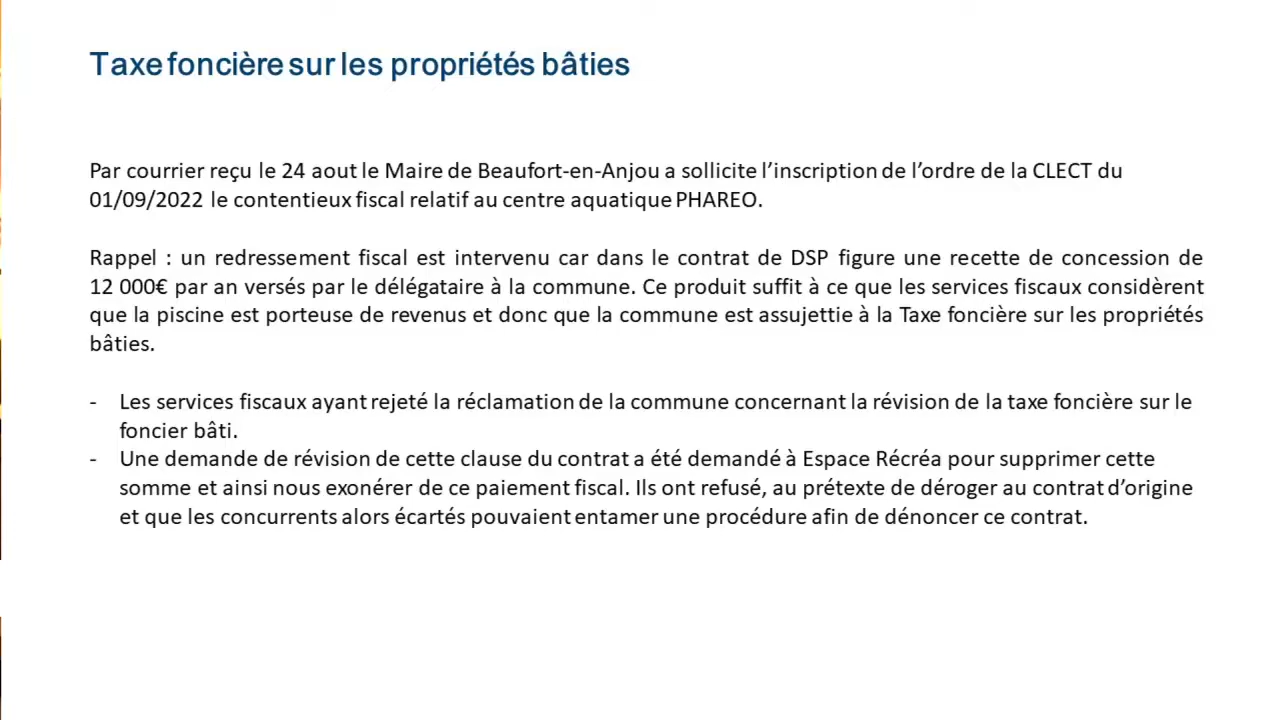 Taxe foncière sur les propriétés bâties
Par courrier reçu le 24 aout le Maire de Beaufort-en-Anjou a sollicite l’inscription de l’ordre de la CLECT du
01/09/2022 le contentieux fiscal relatif au centre aquatique PHAREO.
Rappel : un redressement fiscal est intervenu car dans le contrat de DSP figure une recette de concession de
12 000€ par an versés par le délégataire à la commune. Ce produit suffit à ce que les services fiscaux considèrent
que la piscine est porteuse de revenus et donc que la commune est assujettie à la Taxe foncière sur les propriétés
bâties.
- Les services fiscaux ayant rejeté la réclamation de la commune concernant la révision de la taxe foncière sur le
foncier bâti.
- Une demande de révision de cette clause du contrat a été demandé à Espace Récréa pour supprimer cette
somme et ainsi nous exonérer de ce paiement fiscal. Ils ont refusé, au prétexte de déroger au contrat d’origine
et que les concurrents alors écartés pouvaient entamer une procédure afin de dénoncer ce contrat.